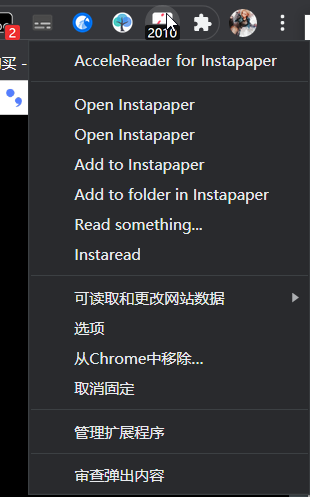 2
2010
买 -
AcceleReader for Instapaper
Open Instapaper
Open Instapaper
Add to Instapaper
Add to folder in Instapaper
Read something...
Instaread
可读取和更改网站数据
选项
从Chrome中移除...
取消固定
管理扩展程序
审查弹出内容